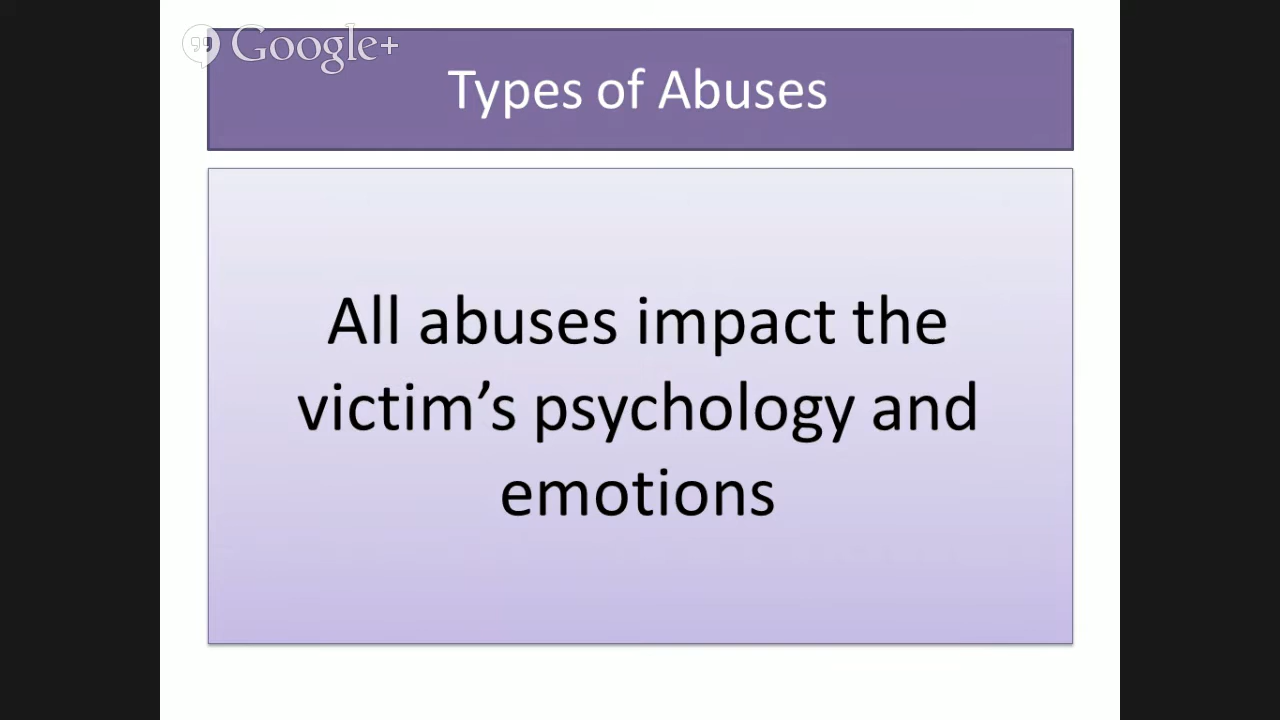 Google+
Types of Abuses
All abuses impact the
victim’s psychology and
emotions